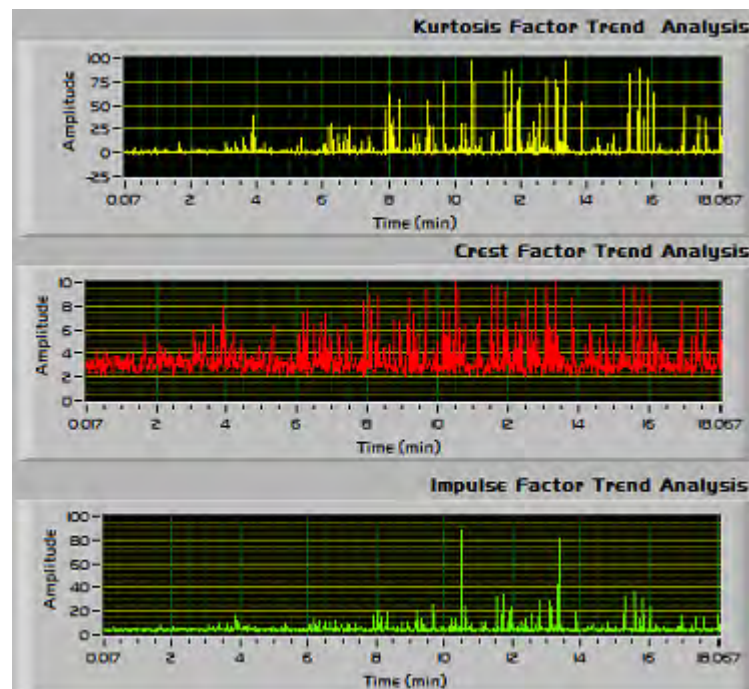 Kurtosis Factor Trend Analysis
Amplitude
100
75
50
25
0
-25
0.017 2 4 6 8 10 12 14 16 18.067
Time (min)
Crest Factor Trend Analysis
Amplitude
10
8
6
4
2
0
0.017 2 4 6 8 10 12 14 16 18.067
Time (min)
Impulse Factor Trend Analysis
Amplitude
100
80
60
40
20
0
0.017 2 4 6 8 10 12 14 16 18.067
Time (min)